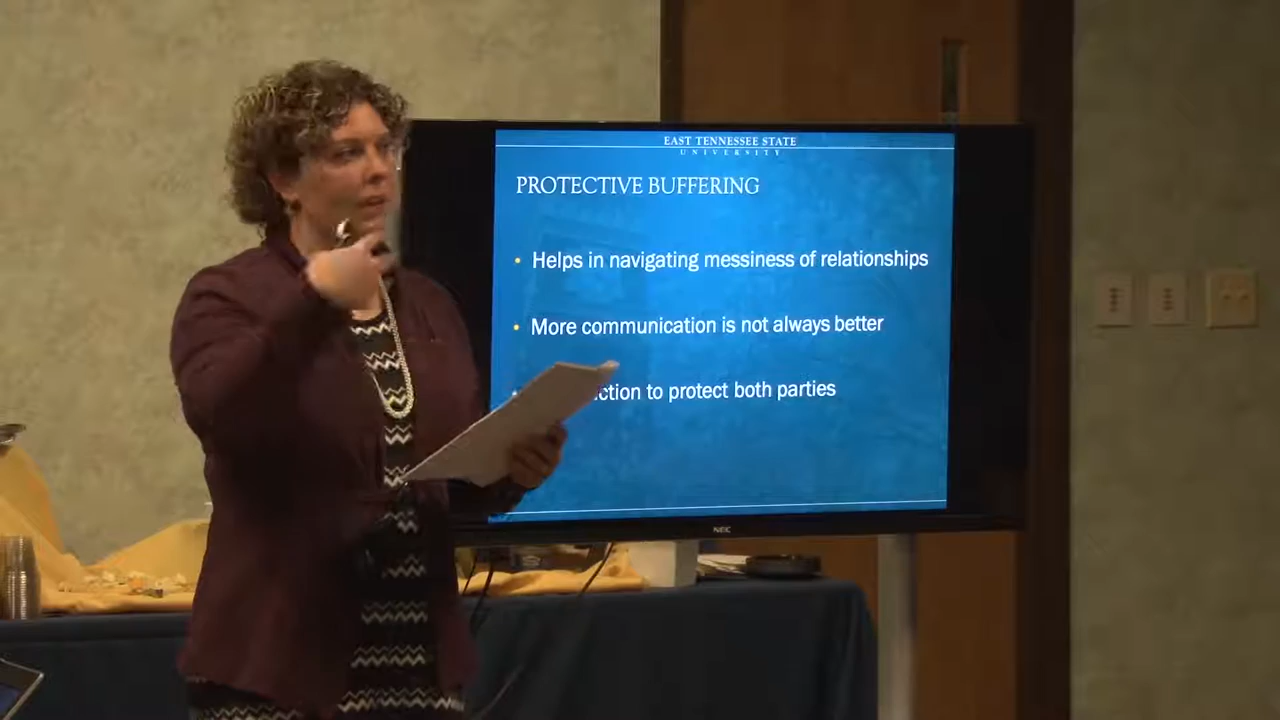 EAST TENNESSEE STATE
UNIVERSITY
PROTECTIVE BUFFERING
• Helps in navigating messiness of relationships
• More communication is not always better
to protect both parties
NEC